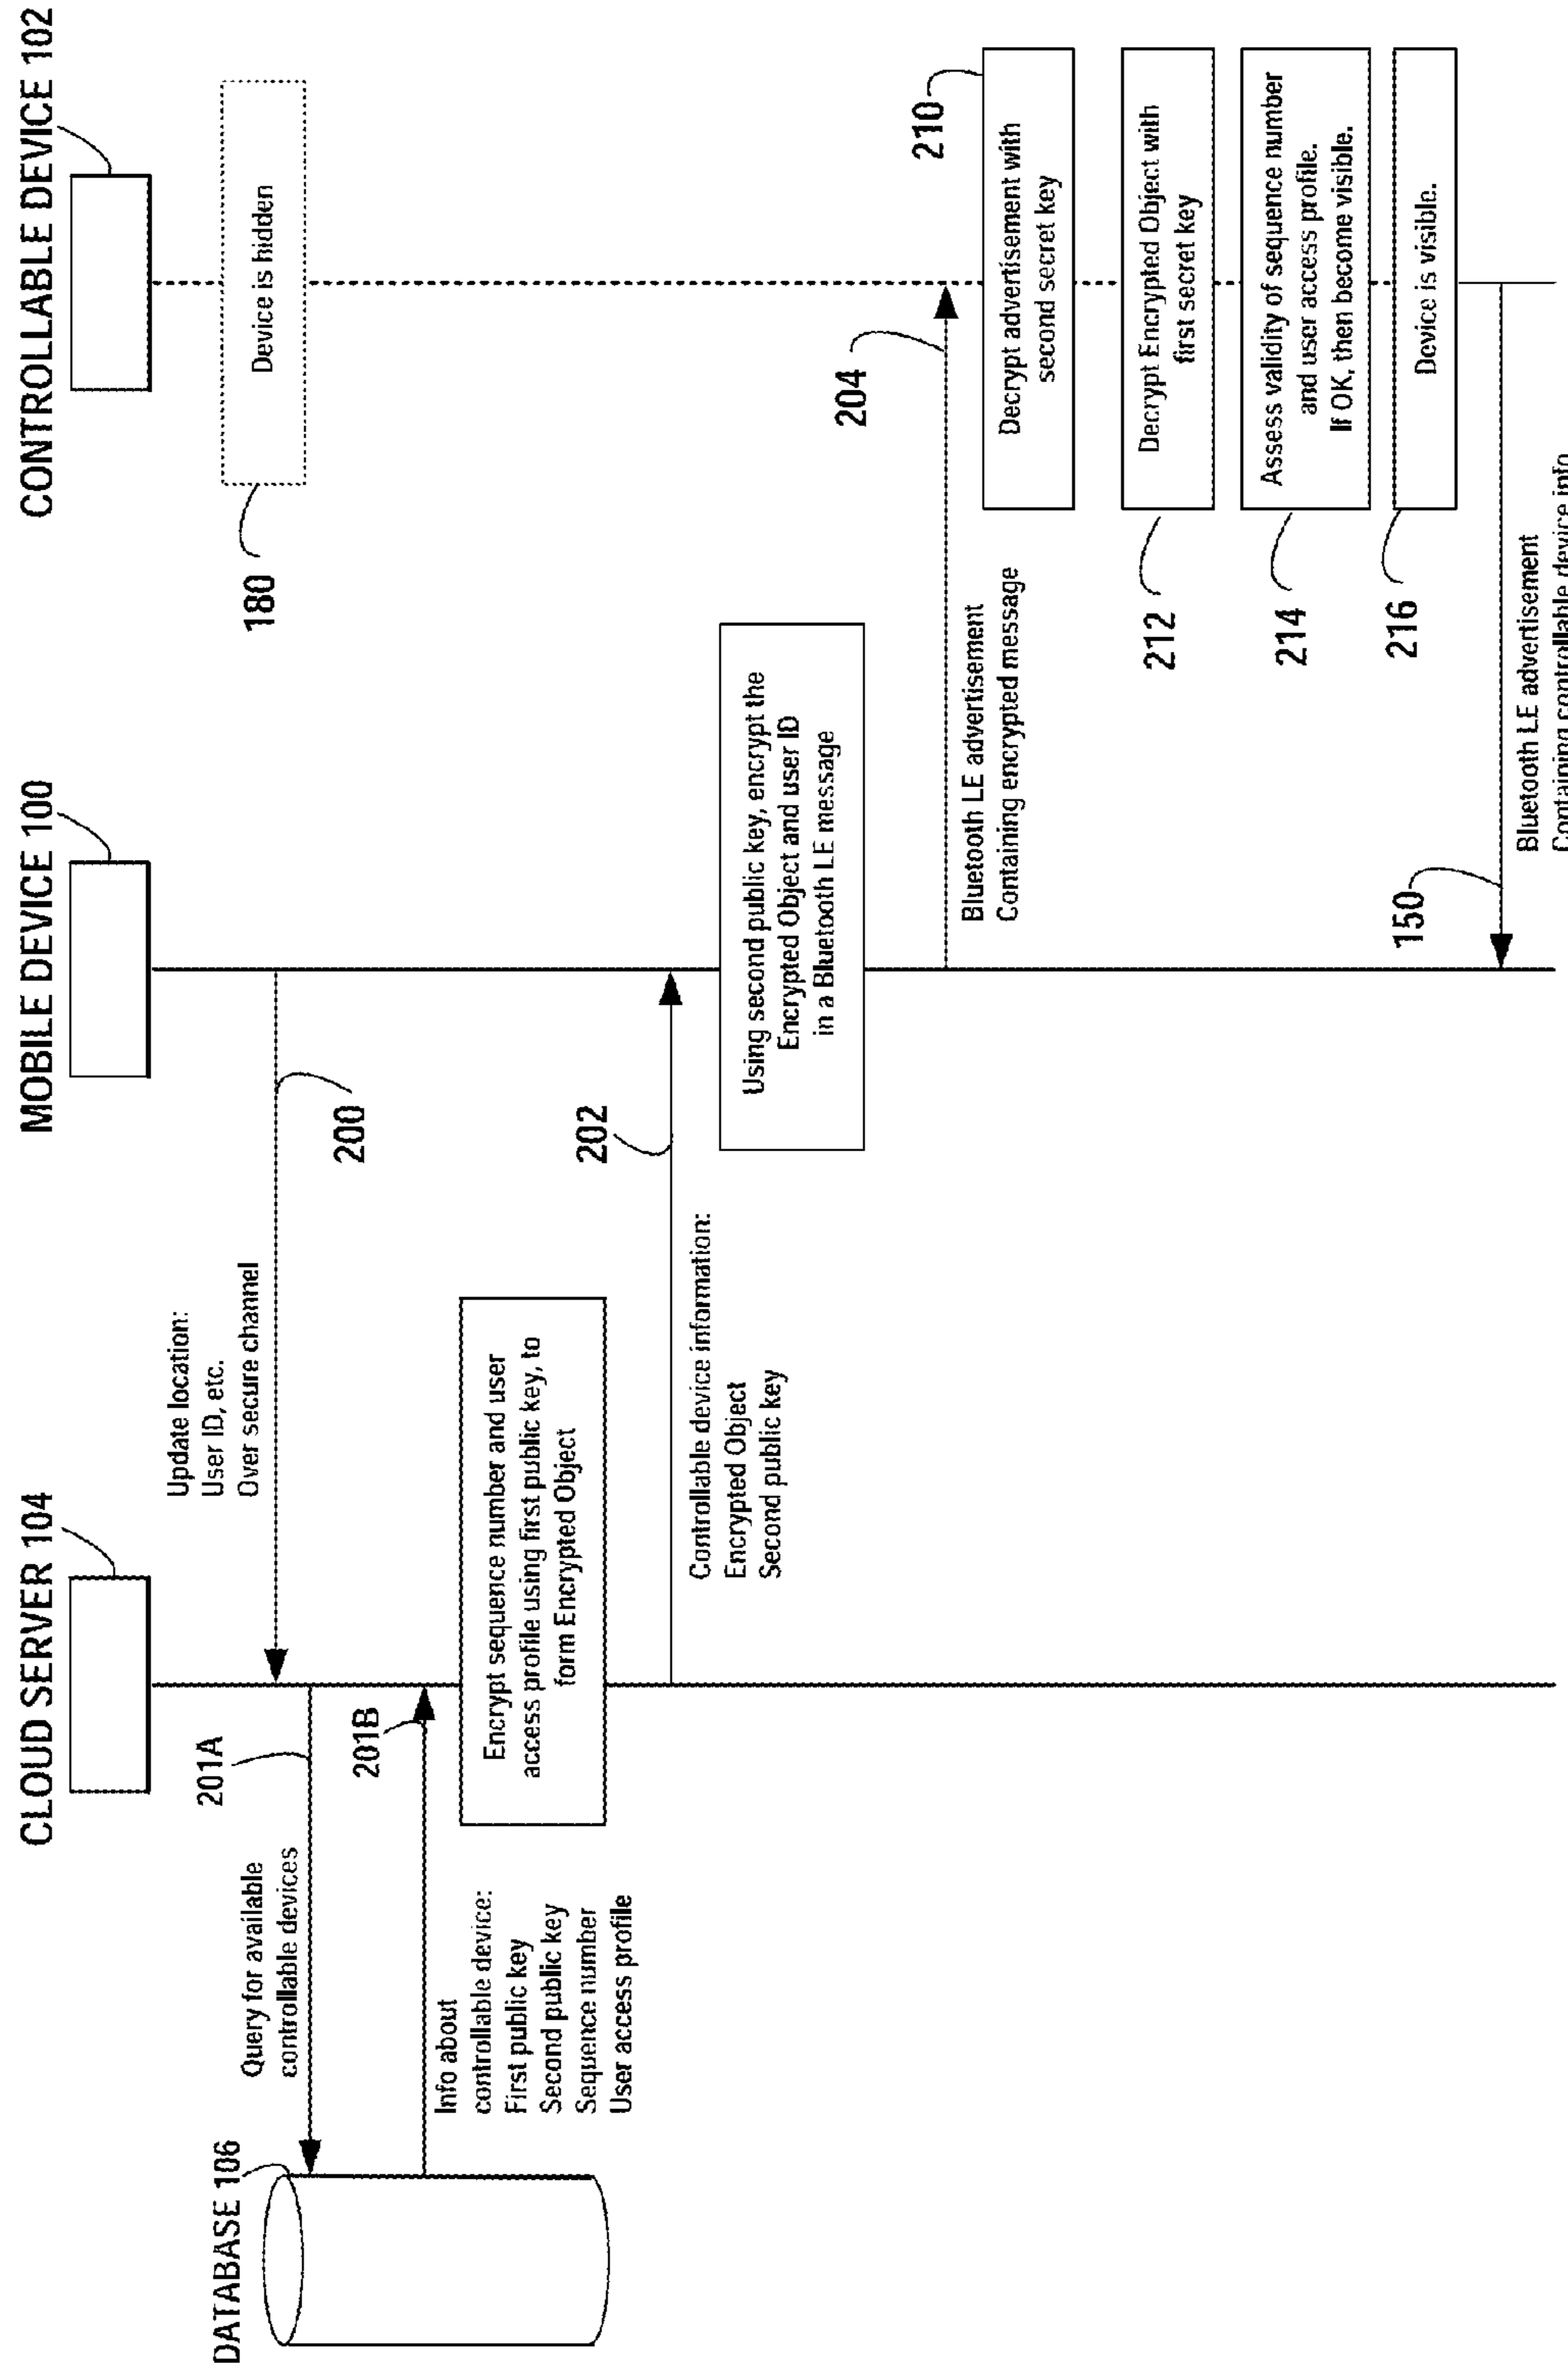 DATABASE 106
CLOUD SERVER 104
MOBILE DEVICE 100
CONTROLLABLE DEVICE 102
Device is hidden
180
Update location:
User ID, etc.
Over secure channel
200
Query for available
controllable devices
201A
201B
Info about
controllable device:
First public key
Second public key
Sequence number
User access profile
Encrypt sequence number and user
access profile using first public key, to
form Encrypted Object
202
Controllable device information:
Encrypted Object
Second public key
Using second public key, encrypt the
Encrypted Object and user ID
in a Bluetooth LE message
204
Bluetooth LE advertisement
Containing encrypted message
210
Decrypt advertisement with
second secret key
212
Decrypt Encrypted Object with
first secret key
214
Assess validity of sequence number
and user access profile.
If OK, then become visible.
216
Device is visible.
150
Bluetooth LE advertisement
Containing controllable device info